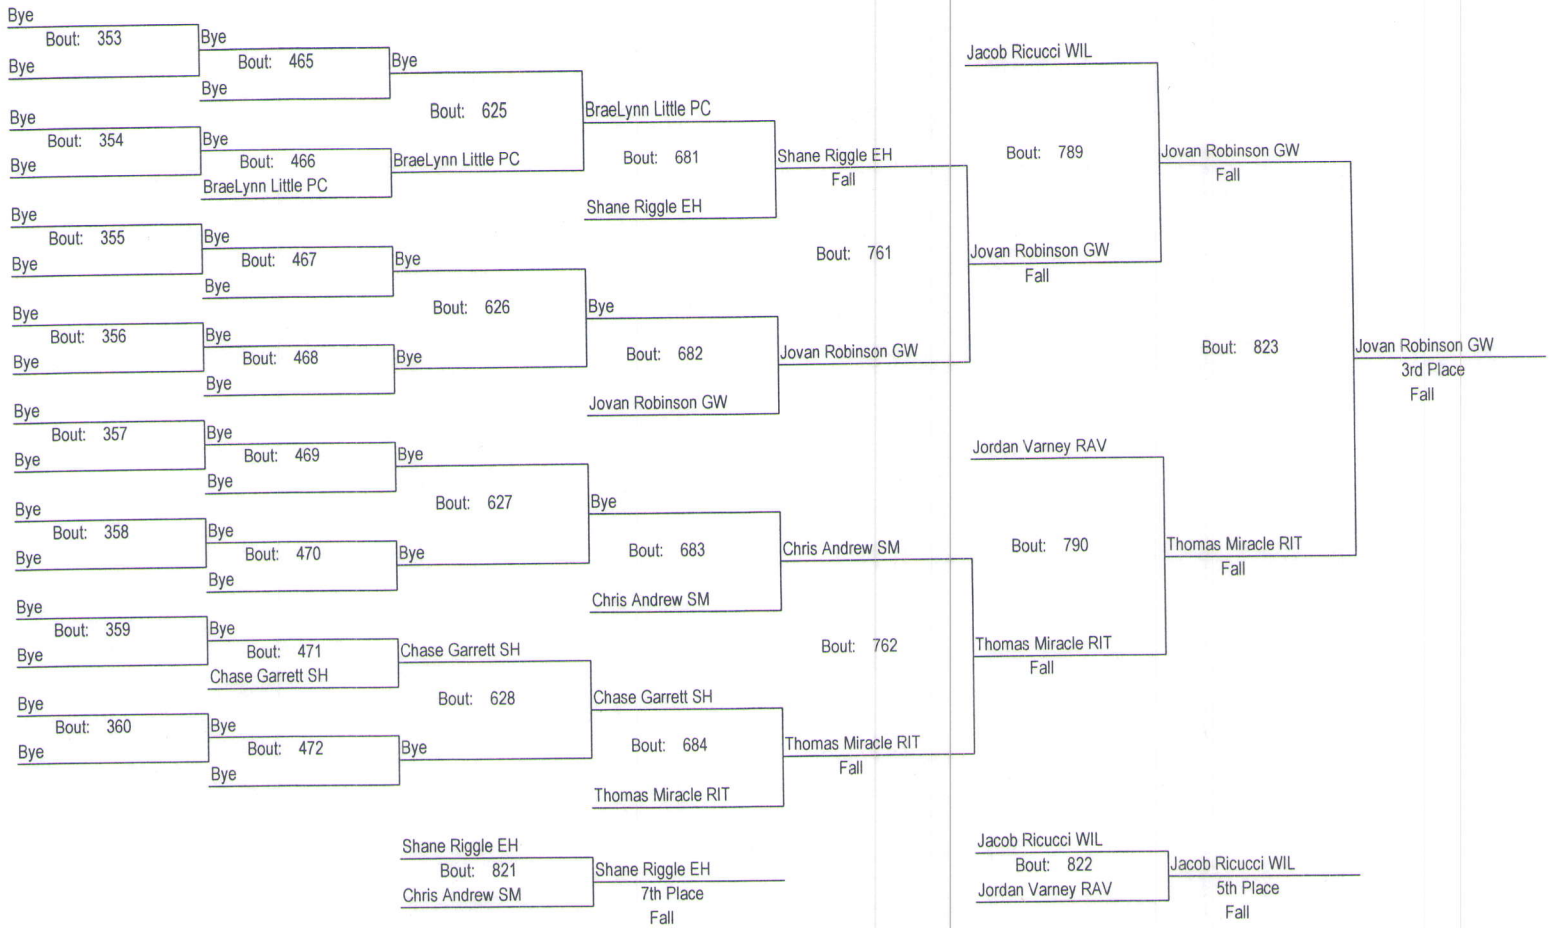 Bye
Bout: 353
Bye
Bye
Bout: 354
Bye
Bye
Bout: 355
Bye
Bye
Bout: 356
Bye
Bye
Bout: 357
Bye
Bye
Bout: 358
Bye
Bye
Bout: 359
Bye
Bye
Bout: 360
Bye
Bye
Bout: 465
Bye
Bye
Bout: 466
BraeLynn Little PC
Bye
Bout: 467
Bye
Bye
Bout: 468
Bye
Bye
Bout: 469
Bye
Bye
Bout: 470
Bye
Bye
Bout: 471
Chase Garrett SH
Bye
Bout: 472
Bye
Bye
Bout: 625
BraeLynn Little PC
Bye
Bout: 626
Bye
Bye
Bout: 627
Bye
Chase Garrett SH
Bout: 628
Bye
BraeLynn Little PC
Bout: 681
Shane Riggle EH
Bye
Bout: 682
Jovan Robinson GW
Bye
Bout: 683
Chris Andrew SM
Chase Garrett SH
Bout: 684
Thomas Miracle RIT
Shane Riggle EH
Fall
Bout: 761
Jovan Robinson GW
Chris Andrew SM
Bout: 762
Thomas Miracle RIT
Fall
Jacob Ricucci WIL
Bout: 789
Jovan Robinson GW
Fall
Jordan Varney RAV
Bout: 790
Thomas Miracle RIT
Fall
Jovan Robinson GW
Fall
Bout: 823
Thomas Miracle RIT
Fall
Jovan Robinson GW
3rd Place
Fall
Shane Riggle EH
Bout: 821
Chris Andrew SM
Shane Riggle EH
7th Place
Fall
Jacob Ricucci WIL
Bout: 822
Jordan Varney RAV
Jacob Ricucci WIL
5th Place
Fall